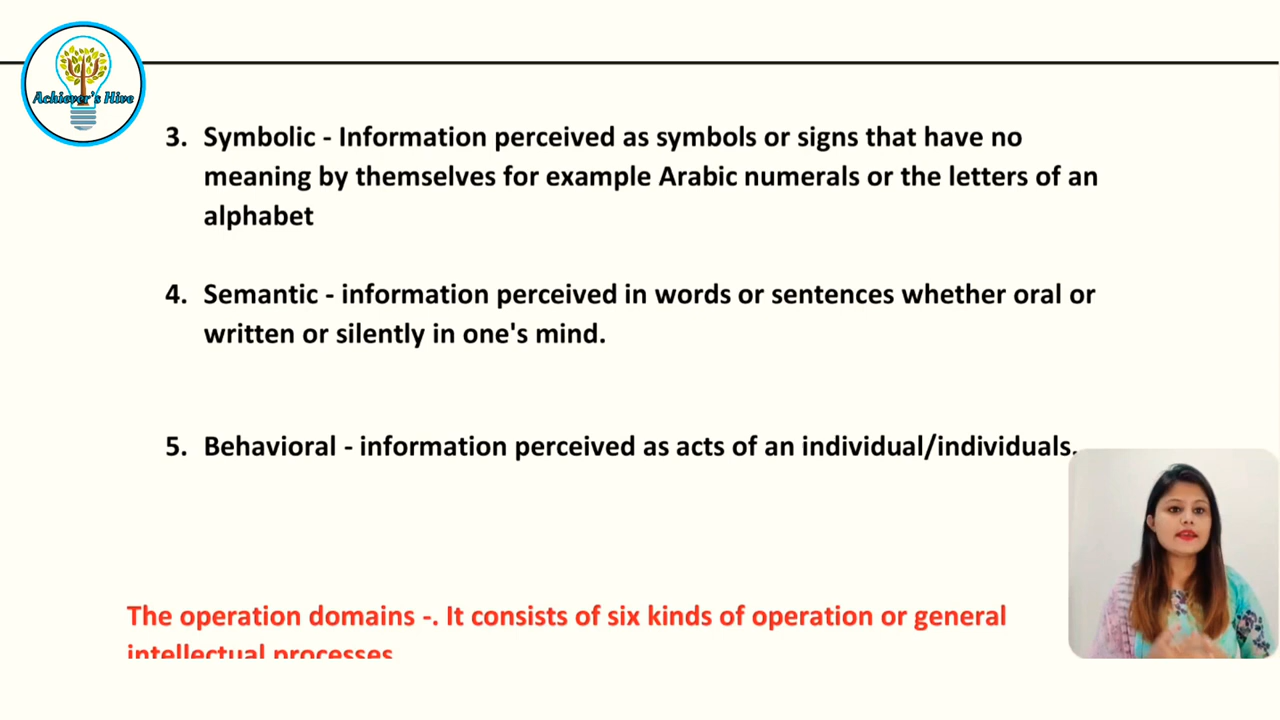 Achiever's Hive
3. Symbolic - Information perceived as symbols or signs that have no
meaning by themselves for example Arabic numerals or the letters of an
alphabet
4. Semantic - information perceived in words or sentences whether oral or
written or silently in one's mind.
5. Behavioral - information perceived as acts of an individual/individuals.
The operation domains -. It consists of six kinds of operation or general
intellectual processes